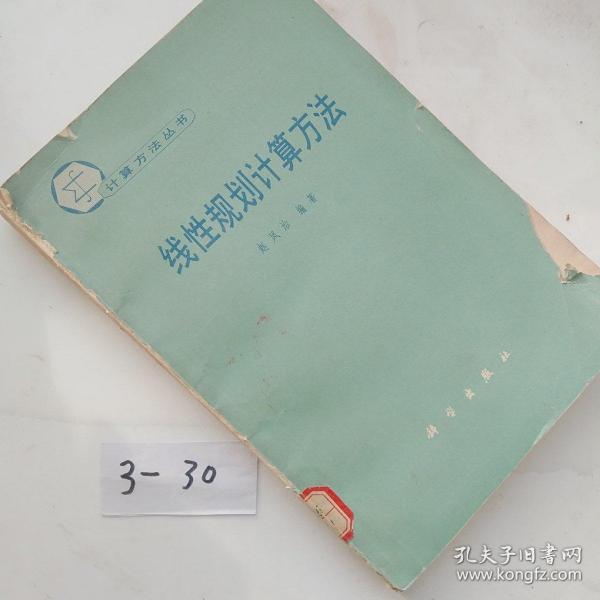 计算方法丛书
线性规划计算方法
赵凤治 编著
科学出版社
3-30
孔夫子旧书网
www.kongfz.com